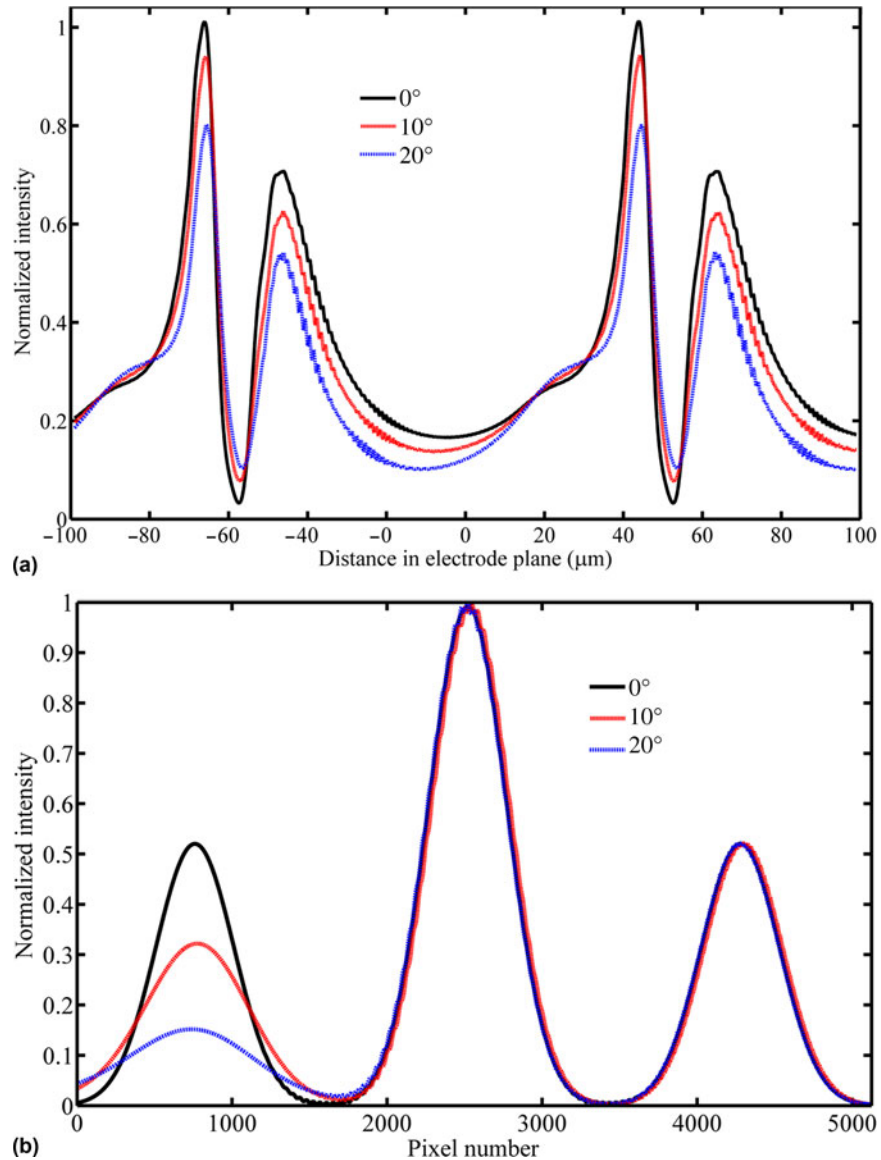 1
0.8
0.6
0.4
0.2
0
Normalized intensity
0°
10°
20°
−100 −80 −60 −40 −20 −0 0 20 40 60 80 100
Distance in electrode plane (μm)
(a)
1
0.9
0.8
0.7
0.6
0.5
0.4
0.3
0.2
0.1
0
Normalized intensity
0°
10°
20°
0 1000 2000 3000 4000 5000
Pixel number
(b)